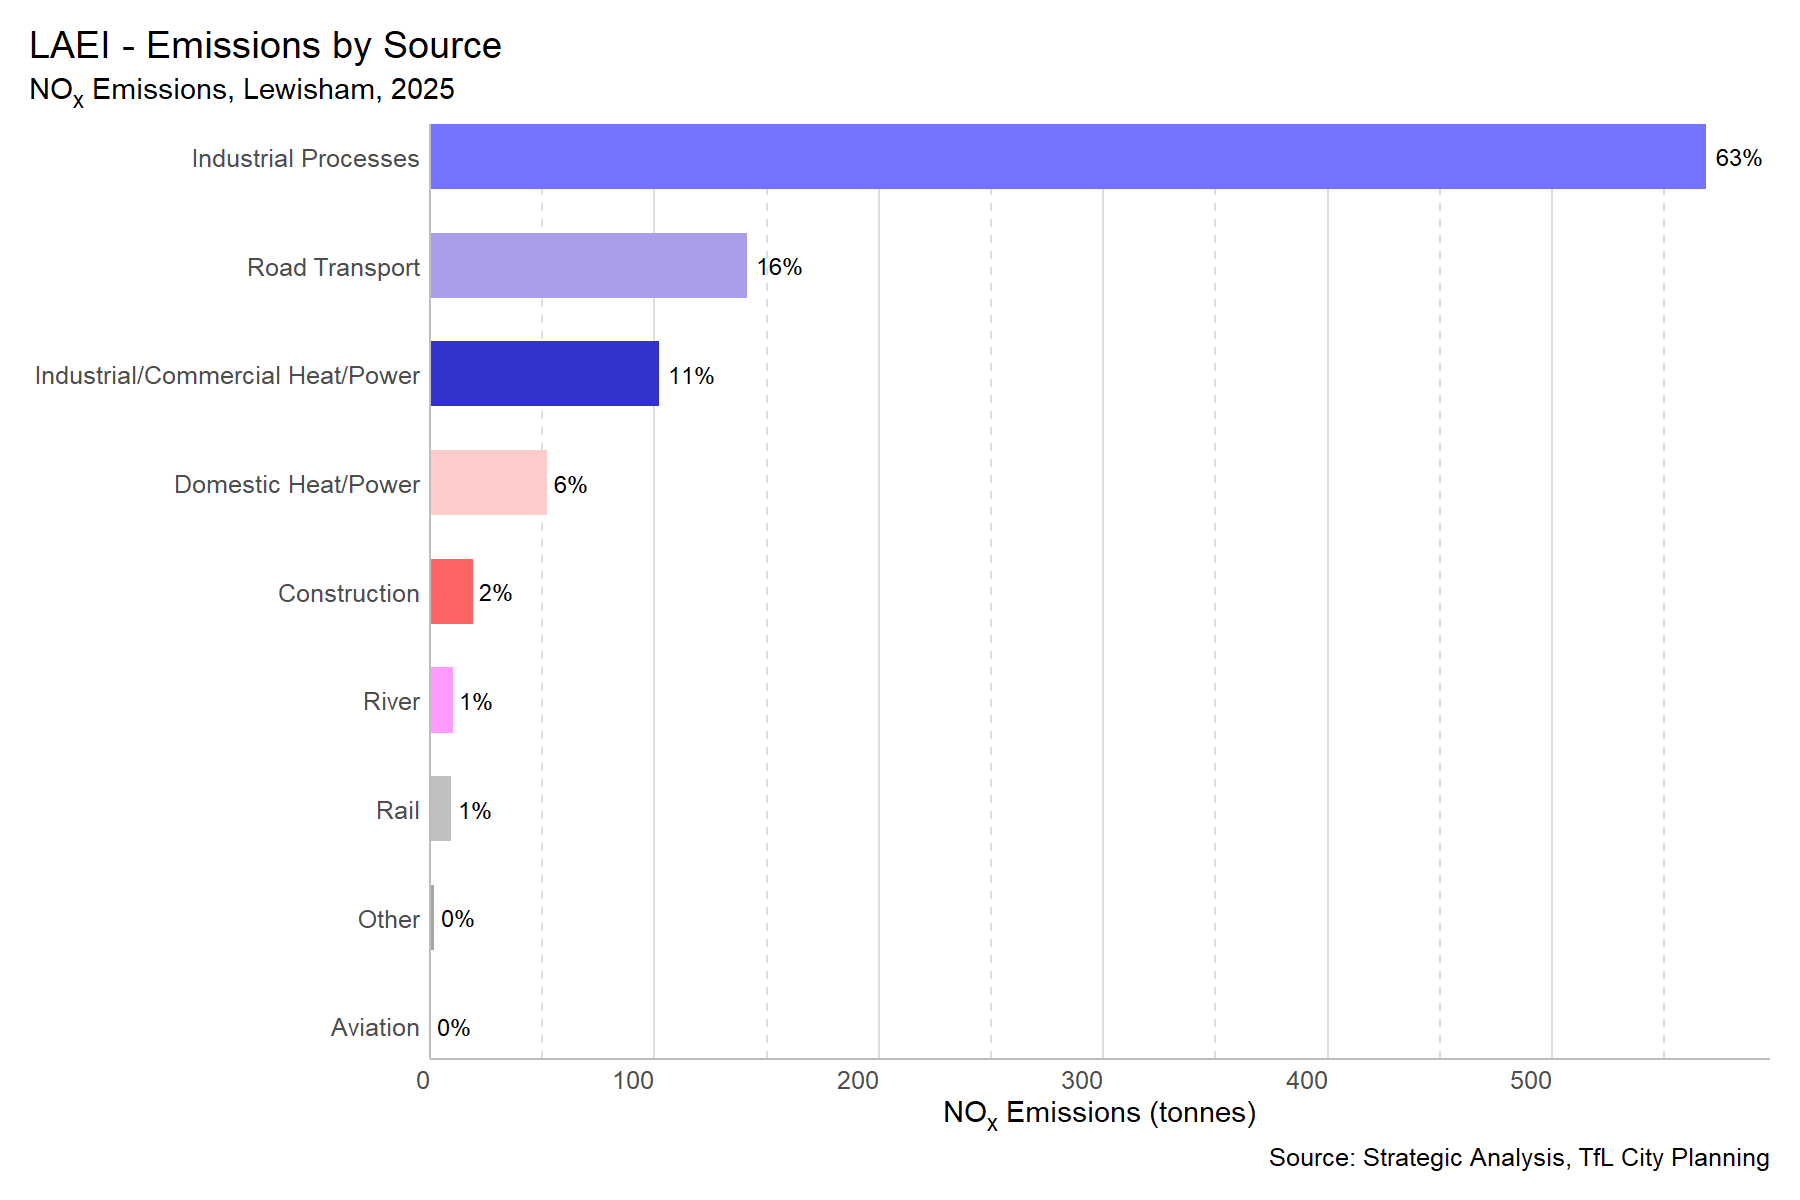 LAEI - Emissions by Source
NOx Emissions, Lewisham, 2025
Industrial Processes 63%
Road Transport 16%
Industrial/Commercial Heat/Power 11%
Domestic Heat/Power 6%
Construction 2%
River 1%
Rail 1%
Other 0%
Aviation 0%
0 100 200 300 400 500
NOx Emissions (tonnes)
Source: Strategic Analysis, TfL City Planning